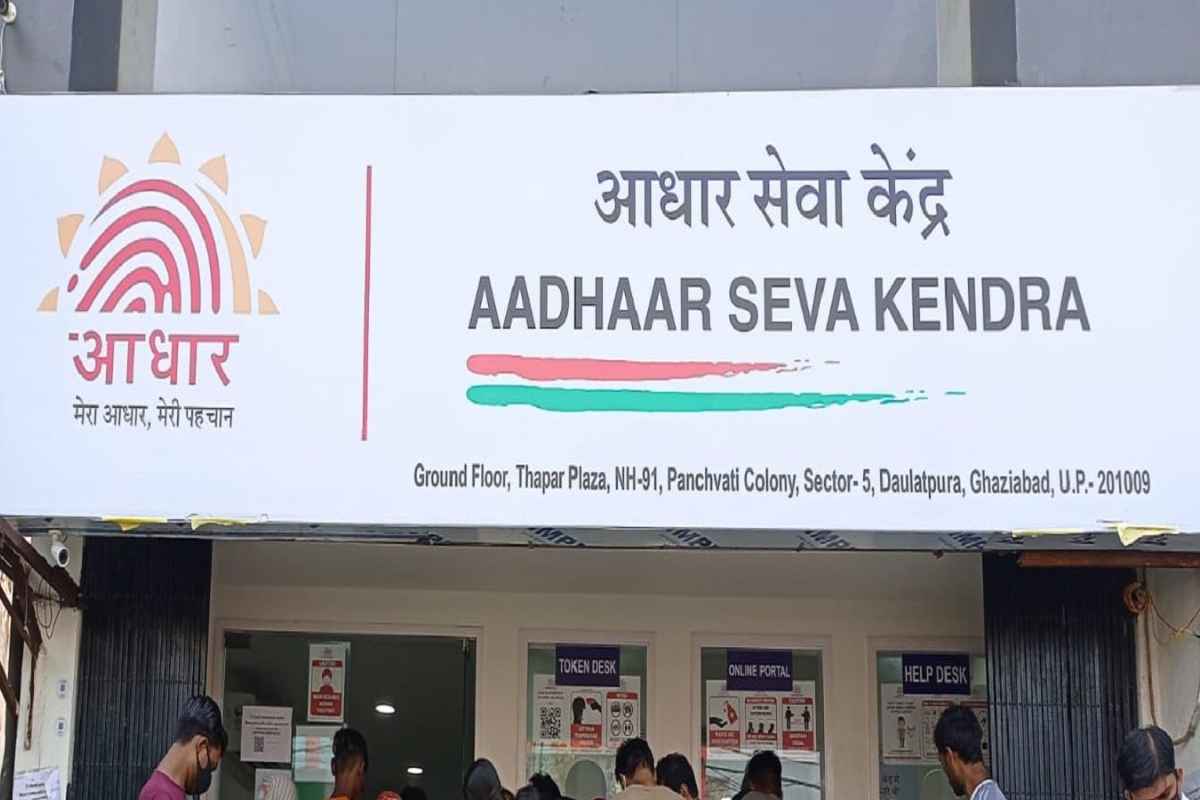 आधार सेवा केंद्र
AADHAAR SEVA KENDRA
आधार
मेरा आधार, मेरी पहचान
Ground Floor, Thapar Plaza, NH-91, Panchvati Colony, Sector- 5, Daulatpura, Ghaziabad, U.P.- 201009
TOKEN DESK
ONLINE PORTAL
HELP DESK